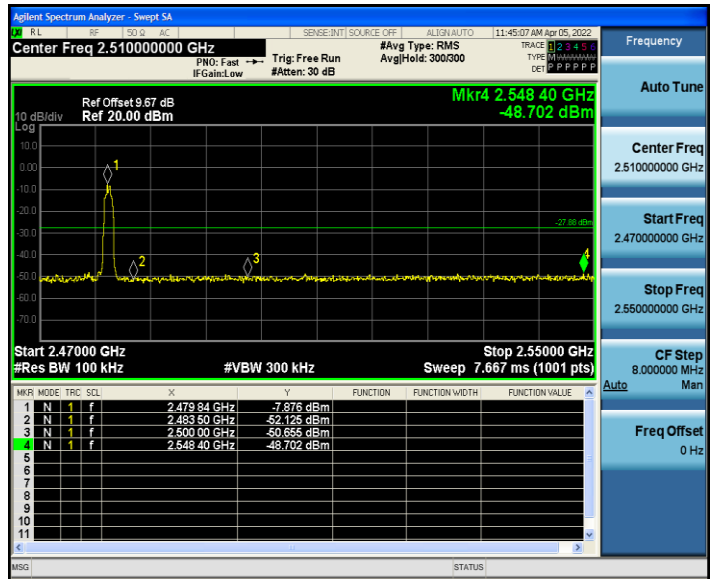 Agilent Spectrum Analyzer - Swept SA
RL RF 50 Ω AC SENSE:INT SOURCE OFF ALIGNAUTO 11:45:07 AM Apr 05, 2022
Center Freq 2.510000000 GHz
PNO: Fast
IFGain:Low
Trig: Free Run
#Atten: 30 dB
#Avg Type: RMS
Avg|Hold: 300/300
TRACE 1 2 3 4 5 6
TYPE M
DET P P P P P P
Ref Offset 9.67 dB
Ref 20.00 dBm
10 dB/div
Log
Mkr4 2.548 40 GHz
-48.702 dBm
10.0
0.00
-10.0
-20.0
-30.0
-40.0
-50.0
-60.0
-70.0
1
2
3
4
-27.88 dBm
Start 2.47000 GHz
Stop 2.55000 GHz
#Res BW 100 kHz
#VBW 300 kHz
Sweep 7.667 ms (1001 pts)
MKR MODE TRC SCL X Y FUNCTION FUNCTION WIDTH FUNCTION VALUE
1 N 1 f 2.479 84 GHz -7.876 dBm
2 N 1 f 2.483 50 GHz -52.125 dBm
3 N 1 f 2.500 00 GHz -50.655 dBm
4 N 1 f 2.548 40 GHz -48.702 dBm
5
6
7
8
9
10
11
MSG
STATUS
Frequency
Auto Tune
Center Freq
2.510000000 GHz
Start Freq
2.470000000 GHz
Stop Freq
2.550000000 GHz
CF Step
8.000000 MHz
Auto Man
Freq Offset
0 Hz